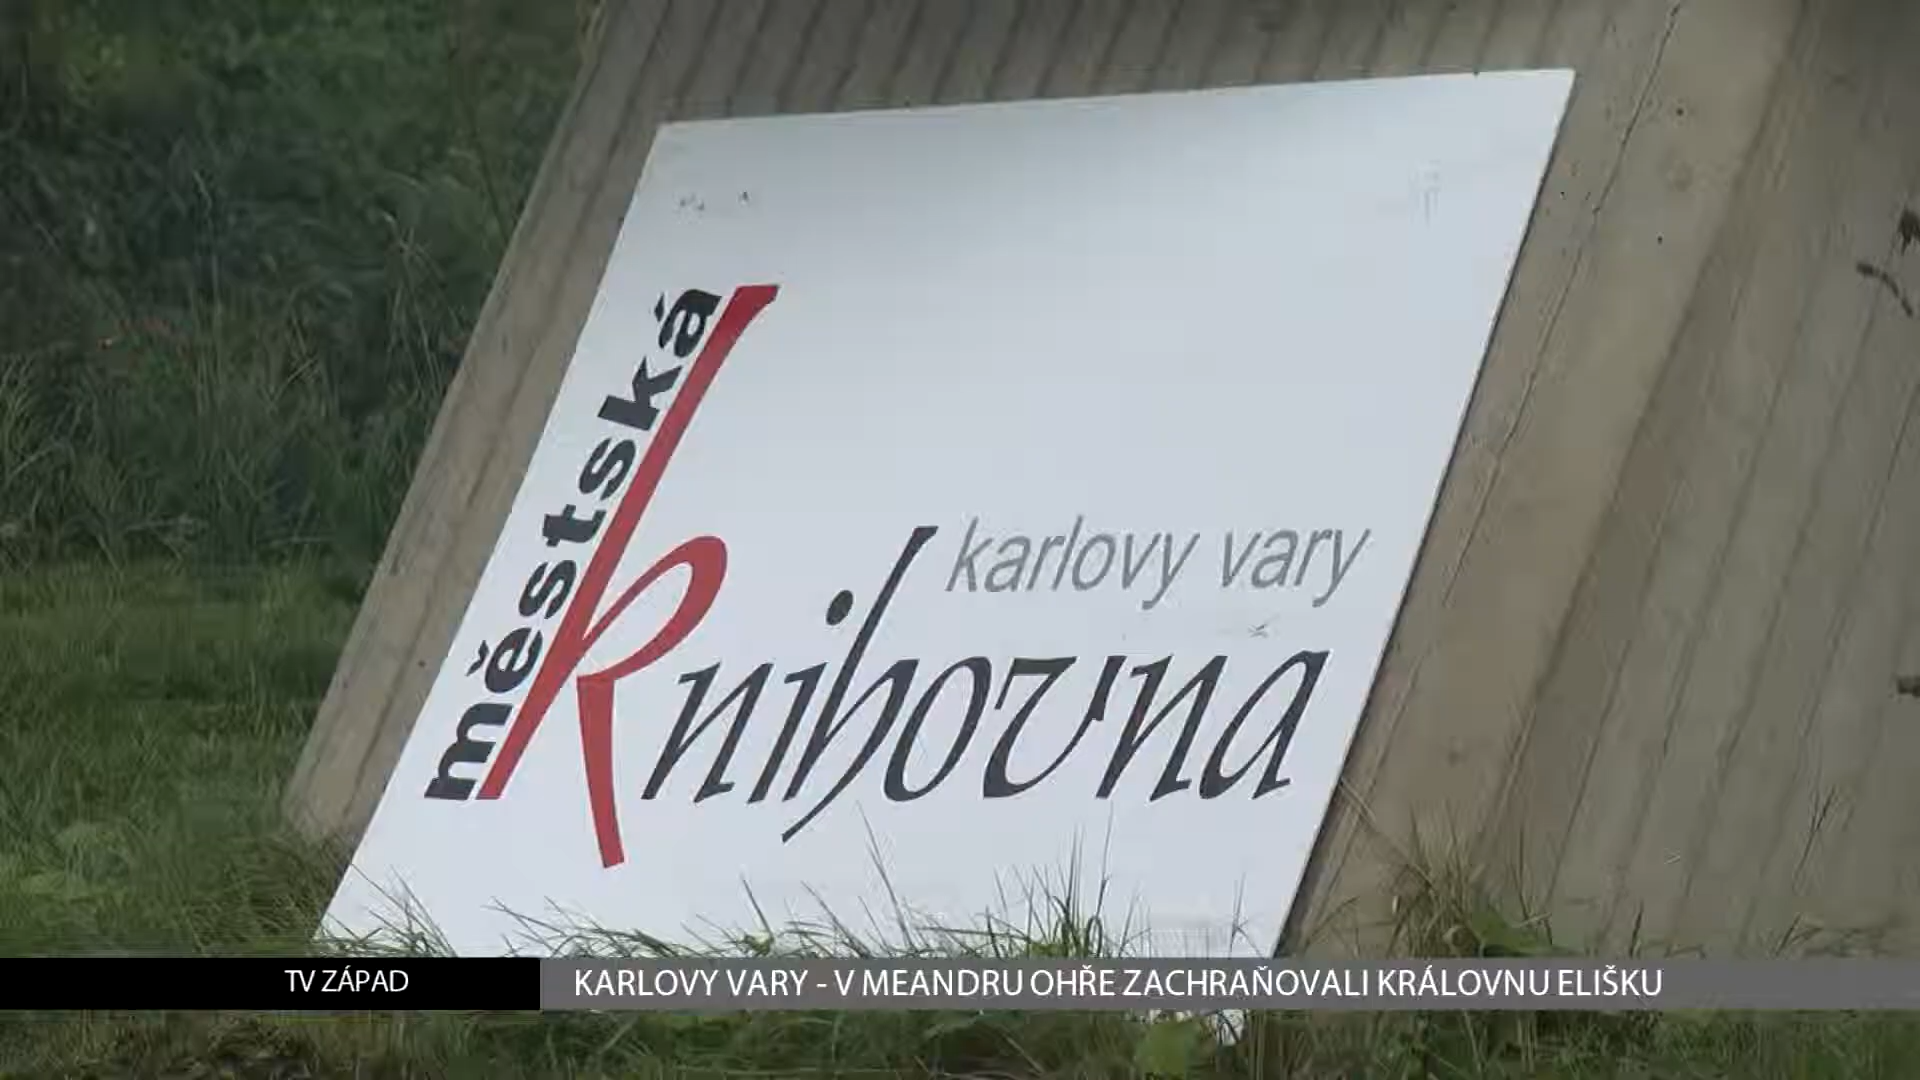 městská
Knihovna
karlovy vary
TV ZÁPAD
KARLOVY VARY - V MEANDRU OHŘE ZACHRAŇOVALI KRÁLOVNU ELIŠKU